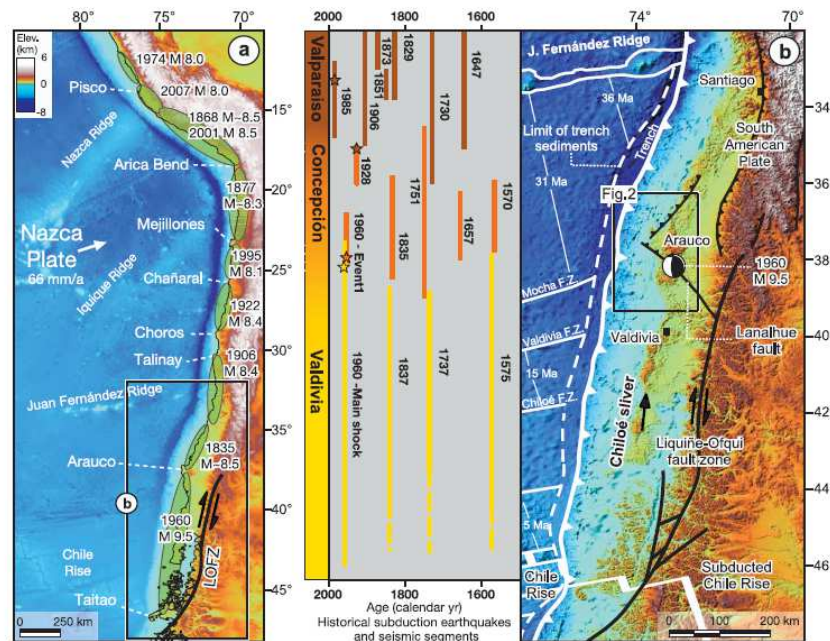 80°
75°
70°
Elev.
(km)
6
0
-8
a
1974 M 8.0
Pisco
2007 M 8.0
15°
1868 M~8.5
2001 M 8.5
Nazca Ridge
Arica Bend
20°
1877
M~8.3
Nazca
Plate
66 mm/a
Mejillones
Iquique Ridge
1995
M 8.1
25°
Chañaral
1922
M 8.4
Choros
30°
Talinay
1906
M 8.4
Juan Fernández Ridge
35°
1835
M~8.5
Arauco
b
40°
1960
M 9.5
LOFZ
Chile
Rise
45°
Taitao
0 250 km
2000
1800
1600
Valparaiso
Concepción
Valdivia
1985
1906
1873
1851
1829
1730
1647
1928
1751
1657
1570
1960 - Event1
1835
1960-Main shock
1837
1737
1575
2000
1800
1600
Age (calendar yr)
Historical subduction earthquakes
and seismic segments
74°
70°
b
J. Fernández Ridge
Santiago
36 Ma
Trench
34°
Limit of trench
sediments
South
American
Plate
31 Ma
36°
Fig.2
Arauco
38°
1960
M 9.5
Mocha F.Z.
Valdivia F.Z.
Valdivia
40°
Lanalhue
fault
15 Ma
Chiloé F.Z.
Chiloé sliver
42°
Liquiñe-Ofqui
fault zone
44°
5 Ma
Chile
Rise
46°
Subducted
Chile Rise
0 100 200 km